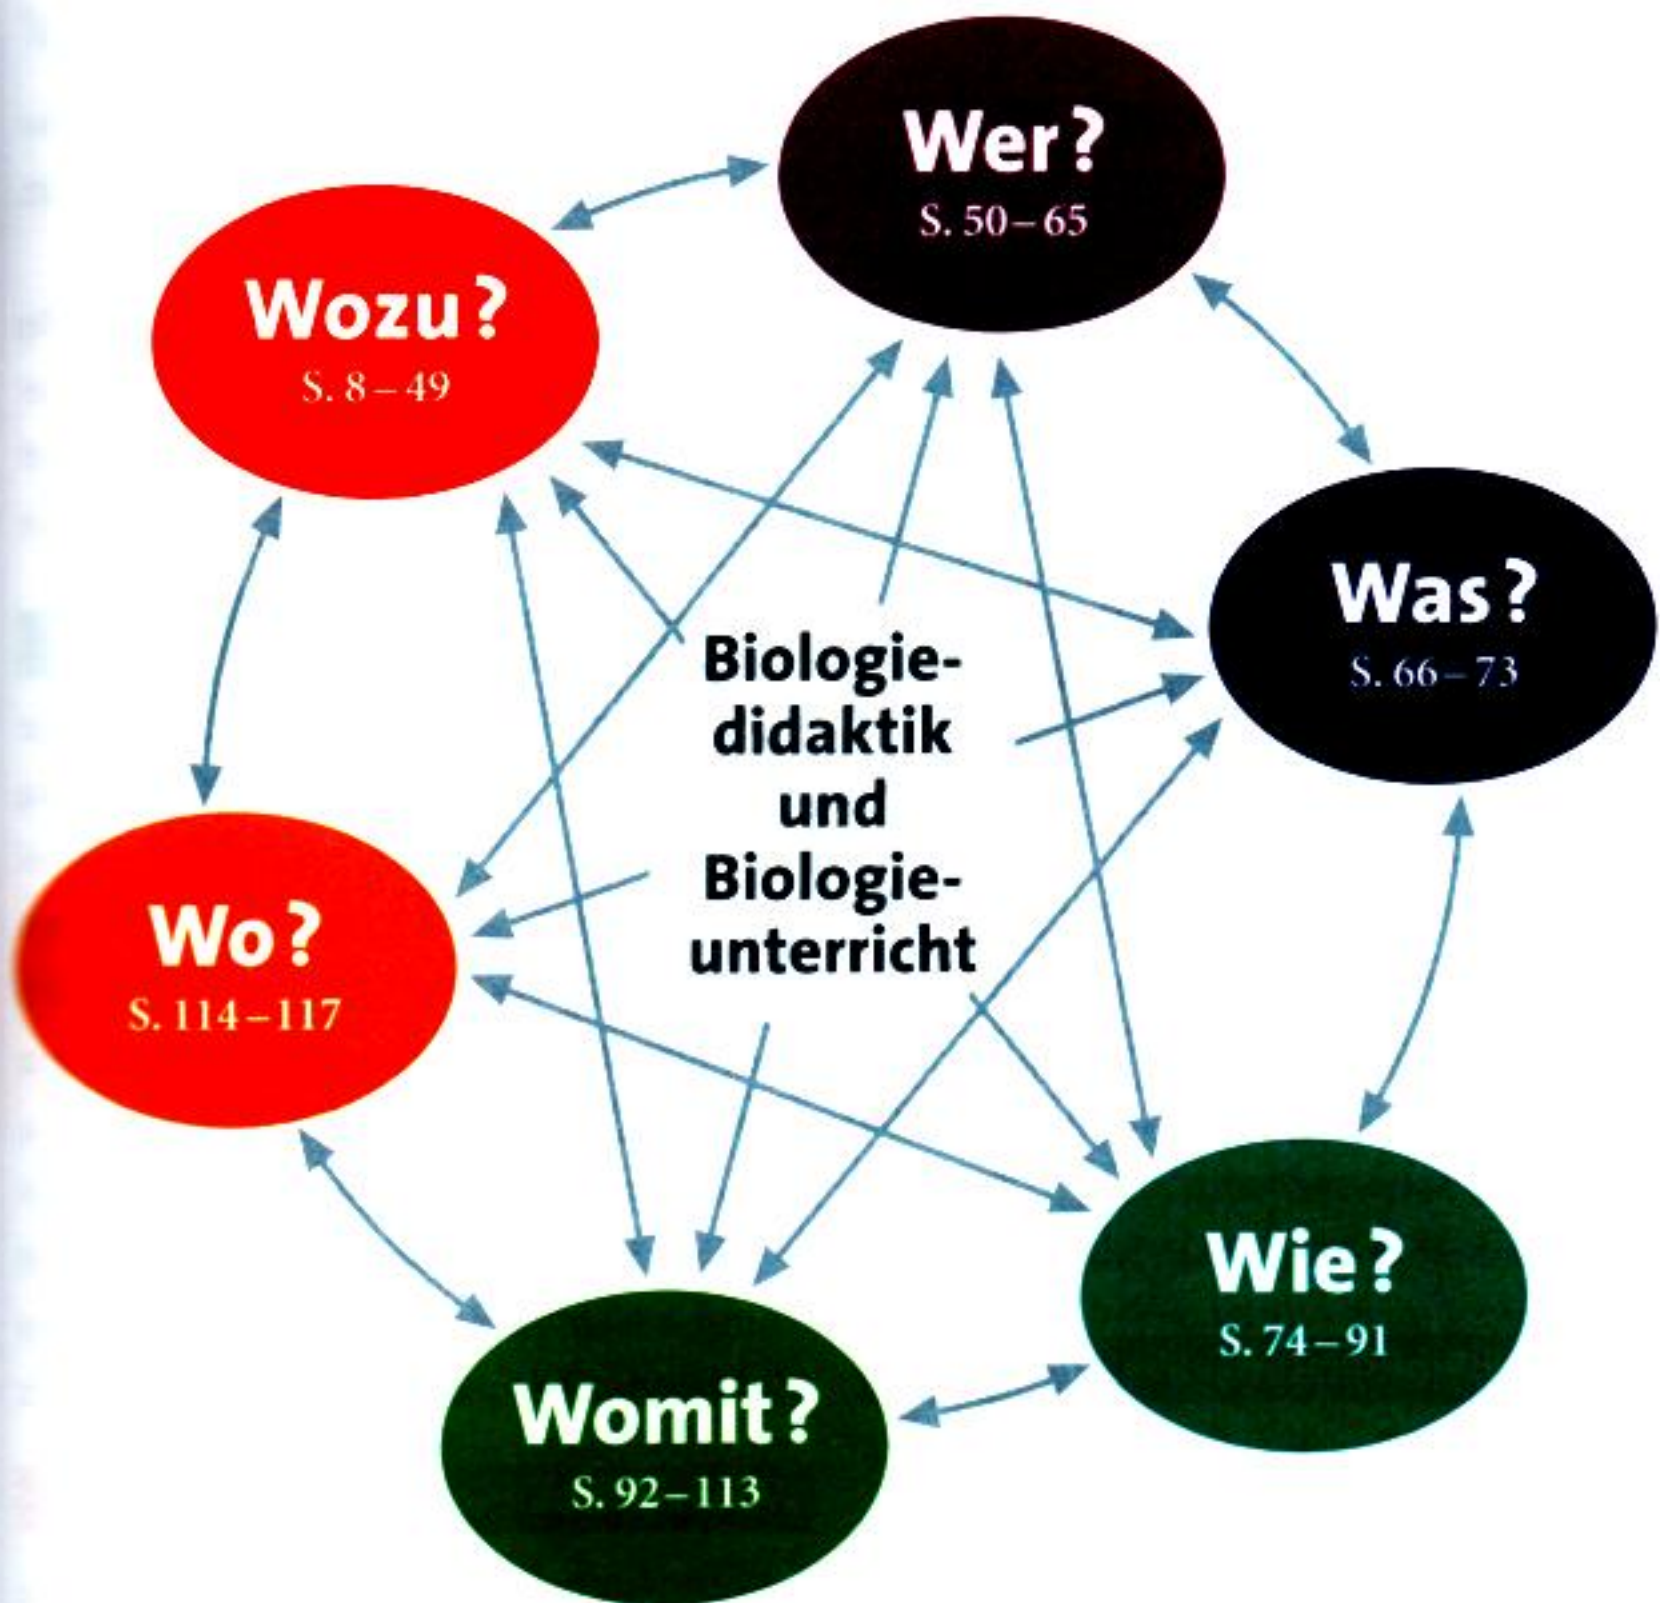 Wer?
S. 50–65
Wozu?
S. 8–49
Was?
S. 66–73
Biologie-
didaktik
und
Biologie-
unterricht
Wo?
S. 114–117
Wie?
S. 74–91
Womit?
S. 92–113